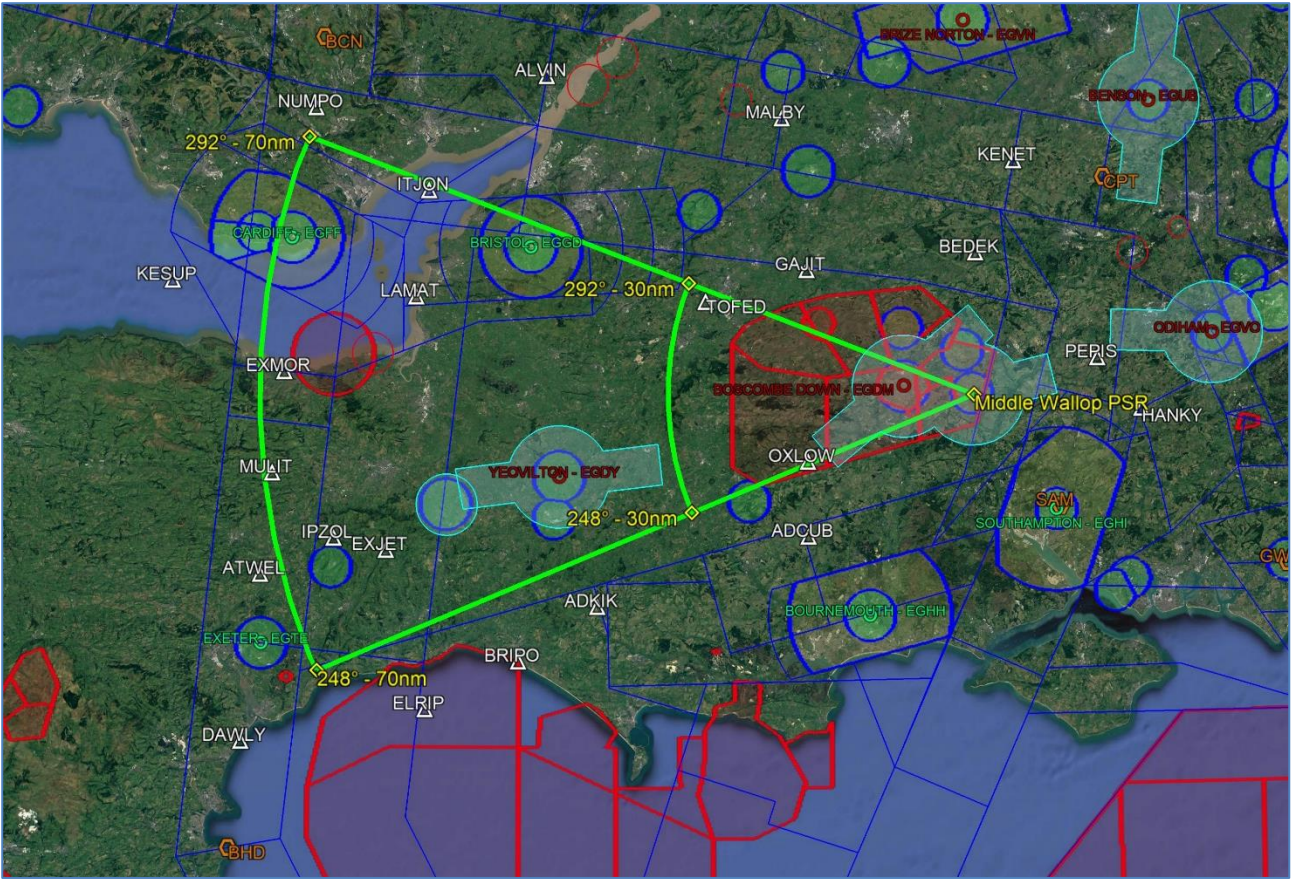 BCN
BRIZE NORTON - EGVN
ALVIN
NUMPO
BENSON - EGUB
MALBY
292° - 70nm
KENET
CPT
ITJON
CARDIFF - EGFF
BRISTOL - EGGD
BEDEK
KESUP
GAJIT
LAMAT
292° - 30nm
TOFED
ODIHAM - EGVO
EXMOR
PEPIS
BOSCOMBE DOWN - EGDM
Middle Wallop PSR
HANKY
MULIT
OXLOW
YEOVILTON - EGDY
SAM
248° - 30nm
SOUTHAMPTON - EGHI
IPZOL
ADCUB
EXJET
GW
ATWEL
ADKIK
BOURNEMOUTH - EGHH
EXETER - EGTE
BRIPO
248° - 70nm
ELRIP
DAWLY
BHD